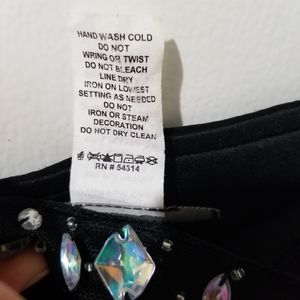 HAND WASH COLD
DO NOT
WRING OR TWIST
DO NOT BLEACH
LINE DRY
IRON ON LOWEST
SETTING AS NEEDED
DO NOT
IRON OR STEAM
DECORATION
DO NOT DRY CLEAN
RN # 54314